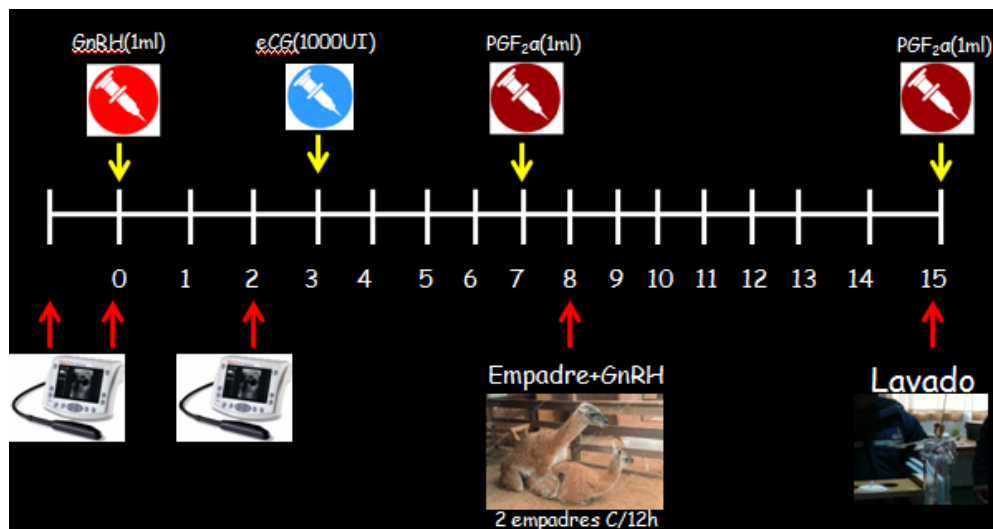 GnRH(1ml)
eCG(1000UI)
PGF₂α(1ml)
PGF₂α(1ml)
0 1 2 3 4 5 6 7 8 9 10 11 12 13 14 15
Empadre+GnRH
Lavado
2 empadres C/12h